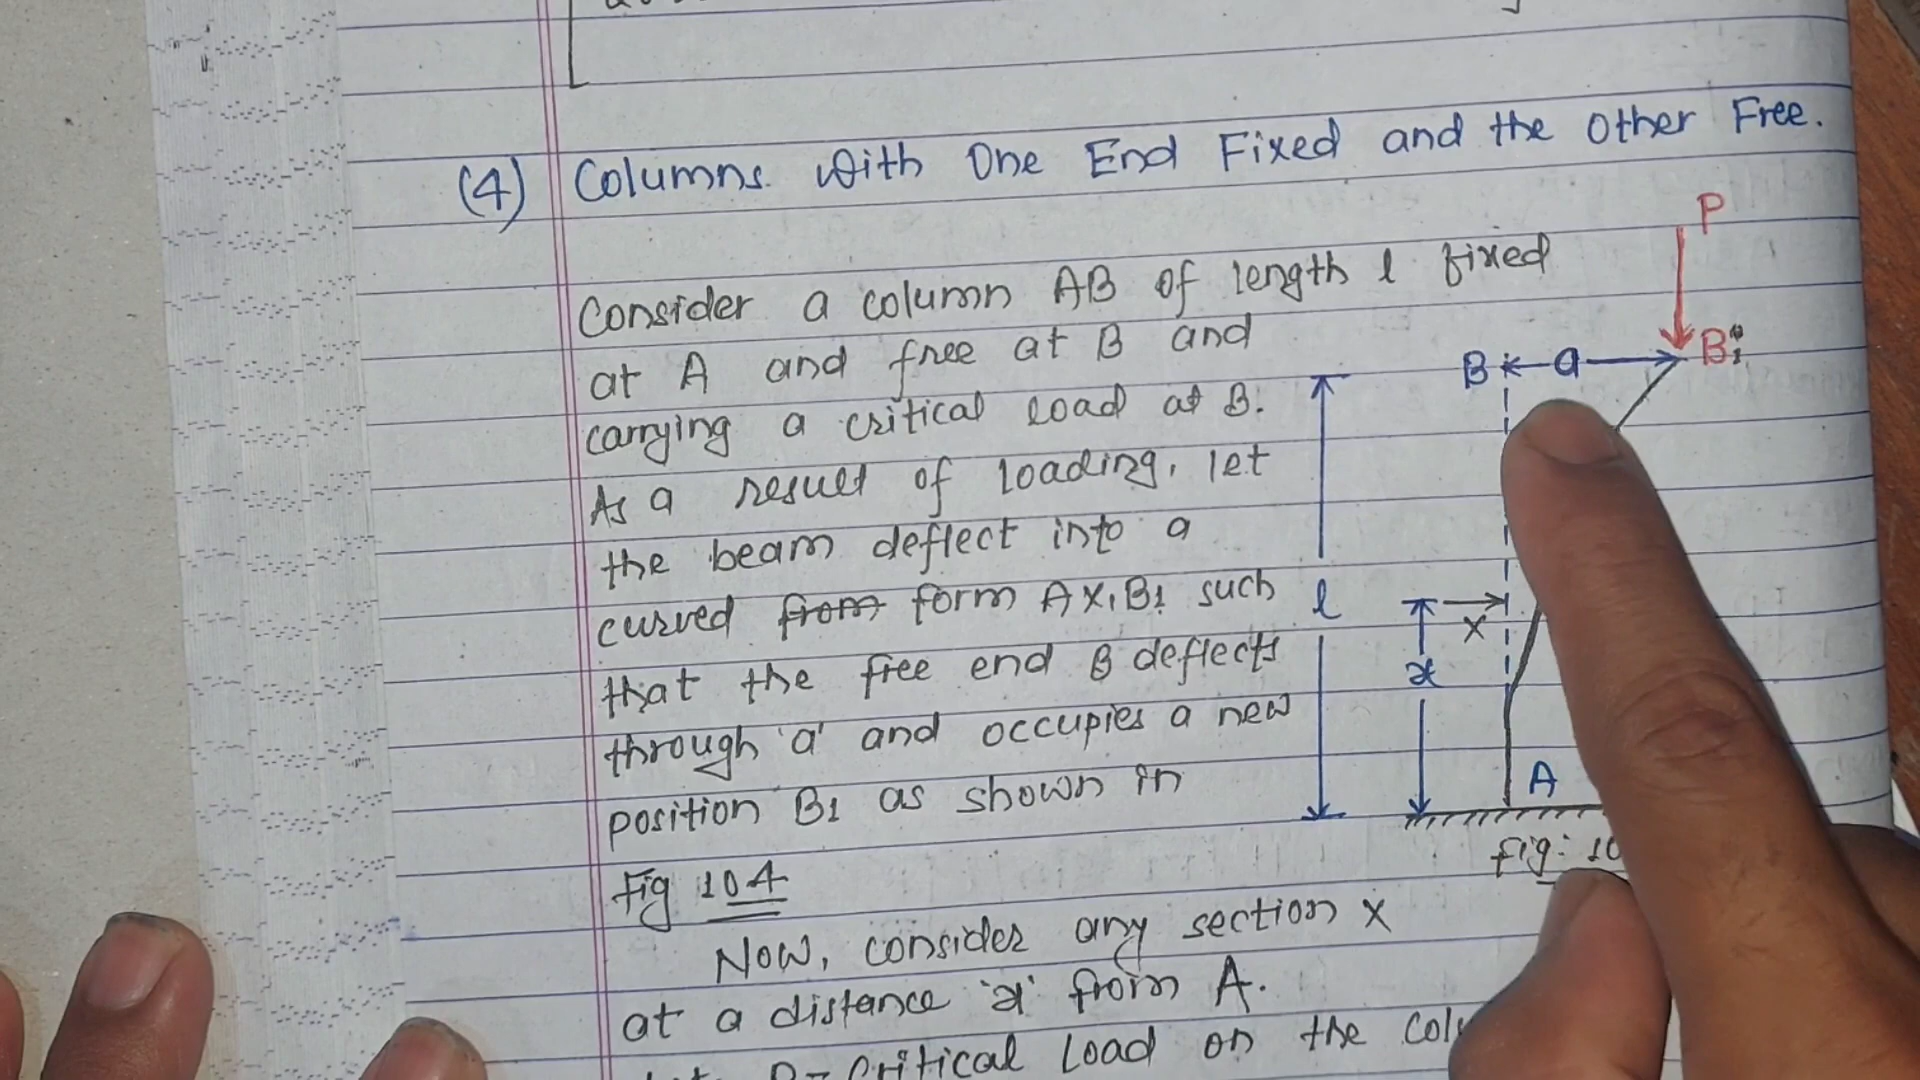 (4) Columns With One End Fixed and the Other Free.
Consider a column AB of length l fixed
at A and free at B and
carrying a critical load at B.
As a result of loading, let
the beam deflect into a
curved from form AX1B1 such
that the free end B deflects
through 'a' and occupies a new
position B1 as shown in
Fig 104
Now, consider any section X
at a distance 'x' from A.
Critical Load on the
P
B a B1
l
X
x
A
fig: